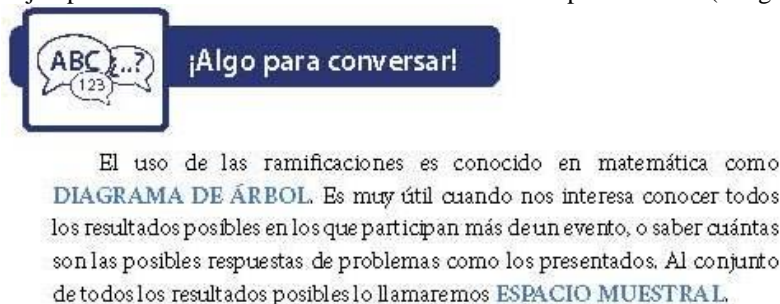 ABC
¿..?
123
¡Algo para conversar!
El uso de las ramificaciones es conocido en matemática como
DIAGRAMA DE ÁRBOL. Es muy útil cuando nos interesa conocer todos
los resultados posibles en los que participan más de un evento, o saber cuántas
son las posibles respuestas de problemas como los presentados. Al conjunto
de todos los resultados posibles lo llamaremos ESPACIO MUESTRAL.